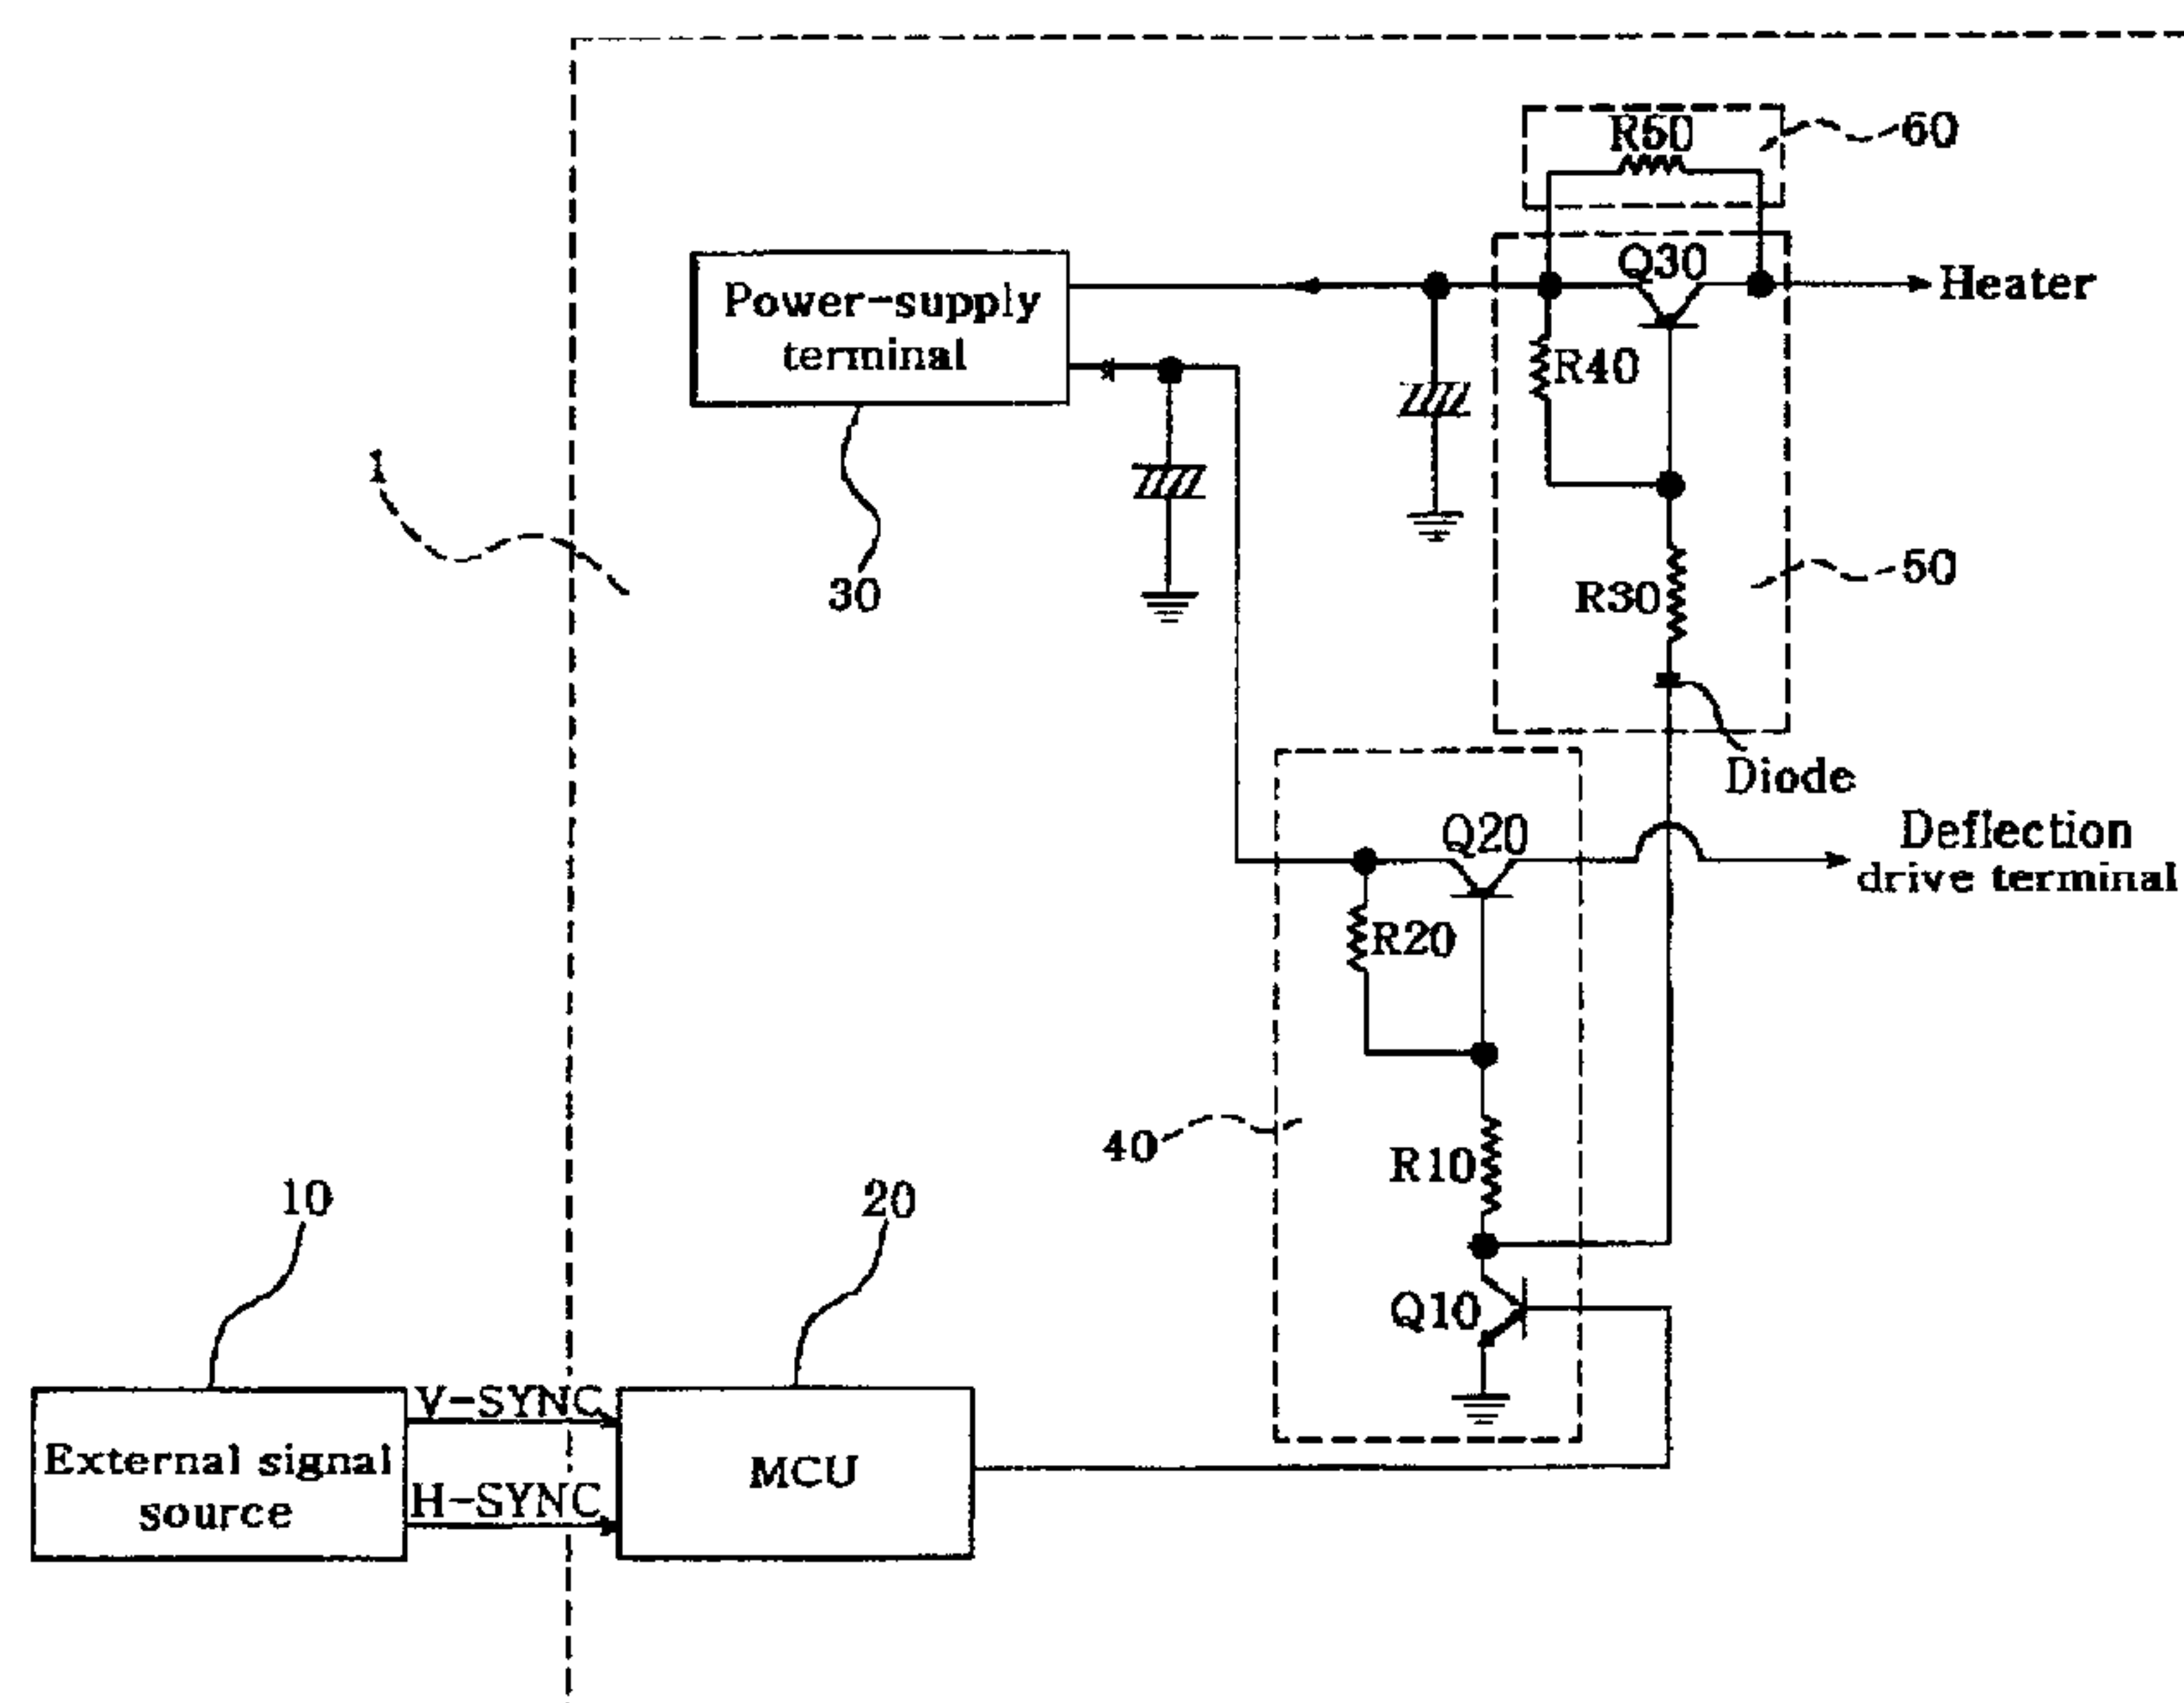 R50
60
Q30
Heater
Power-supply
terminal
R40
1
30
R30
50
Diode
Q20
Deflection
drive terminal
R20
40
R10
10
20
Q10
V-SYNC
External signal
source
MCU
H-SYNC